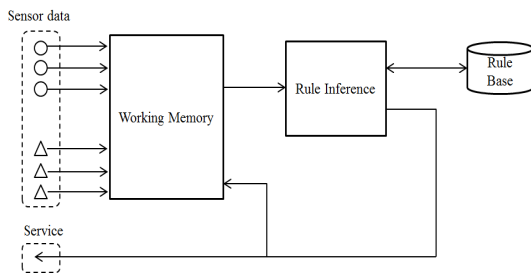 Sensor data
Working Memory
Rule Inference
Rule
Base
Service